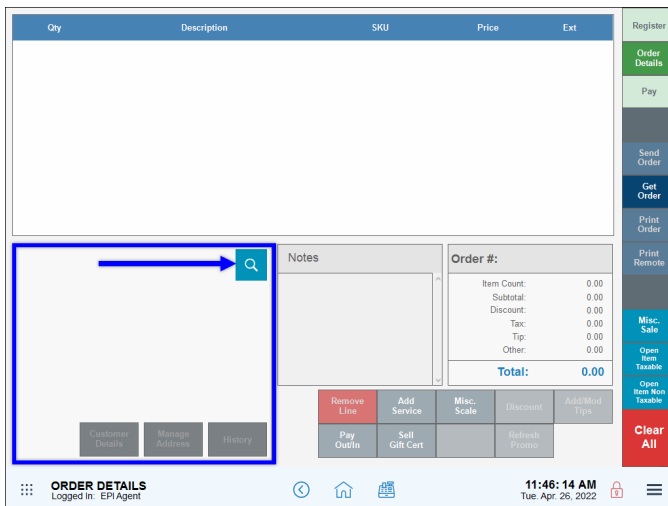 Qty Description SKU Price Ext
Register
Order
Details
Pay
Send
Order
Get
Order
Print
Order
Print
Remote
Misc.
Sale
Open
Item
Taxable
Open
Item Non
Taxable
Clear
All
Customer
Details
Manage
Address
History
Notes
Order #:
Item Count: 0.00
Subtotal: 0.00
Discount: 0.00
Tax: 0.00
Tip: 0.00
Other: 0.00
Total: 0.00
Remove
Line
Add
Service
Misc.
Scale
Discount
Add/Mod
Tips
Pay
Out/In
Sell
Gift Cert
Refresh
Promo
ORDER DETAILS
Logged In: EPI Agent
11:46: 14 AM
Tue. Apr. 26, 2022